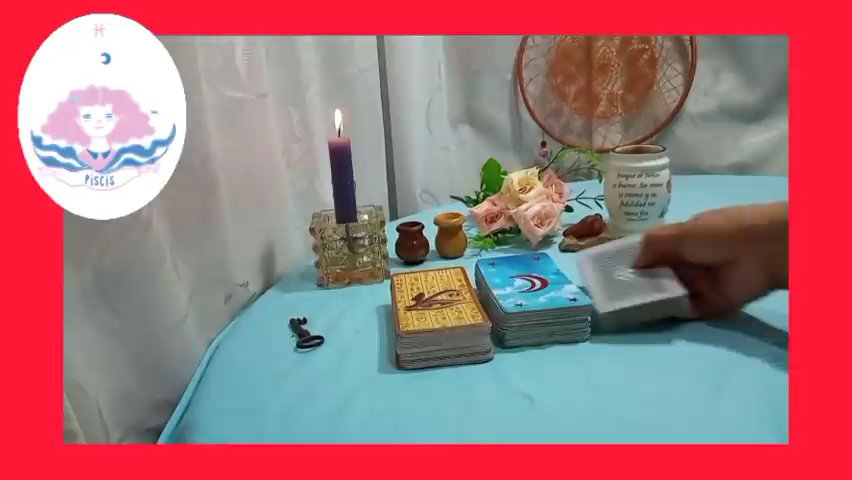 PISCIS
Porque el Señor
es bueno. Su amor
es eterno y su
fidelidad no
tiene fin